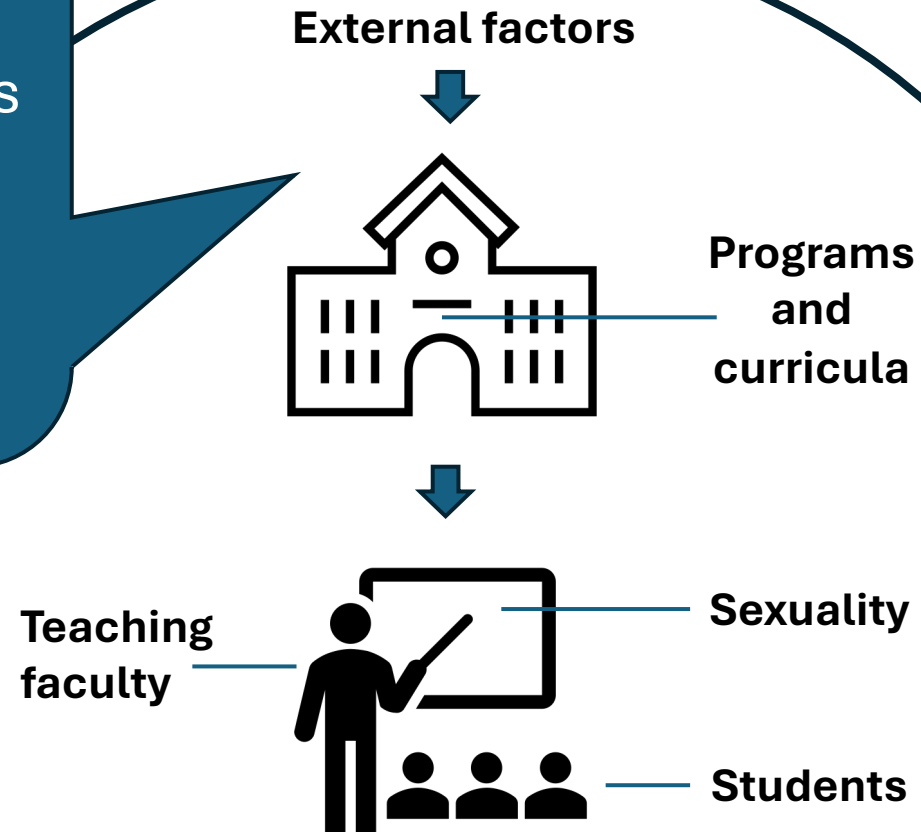 External factors
s
Programs
and
curricula
Teaching
faculty
Sexuality
Students